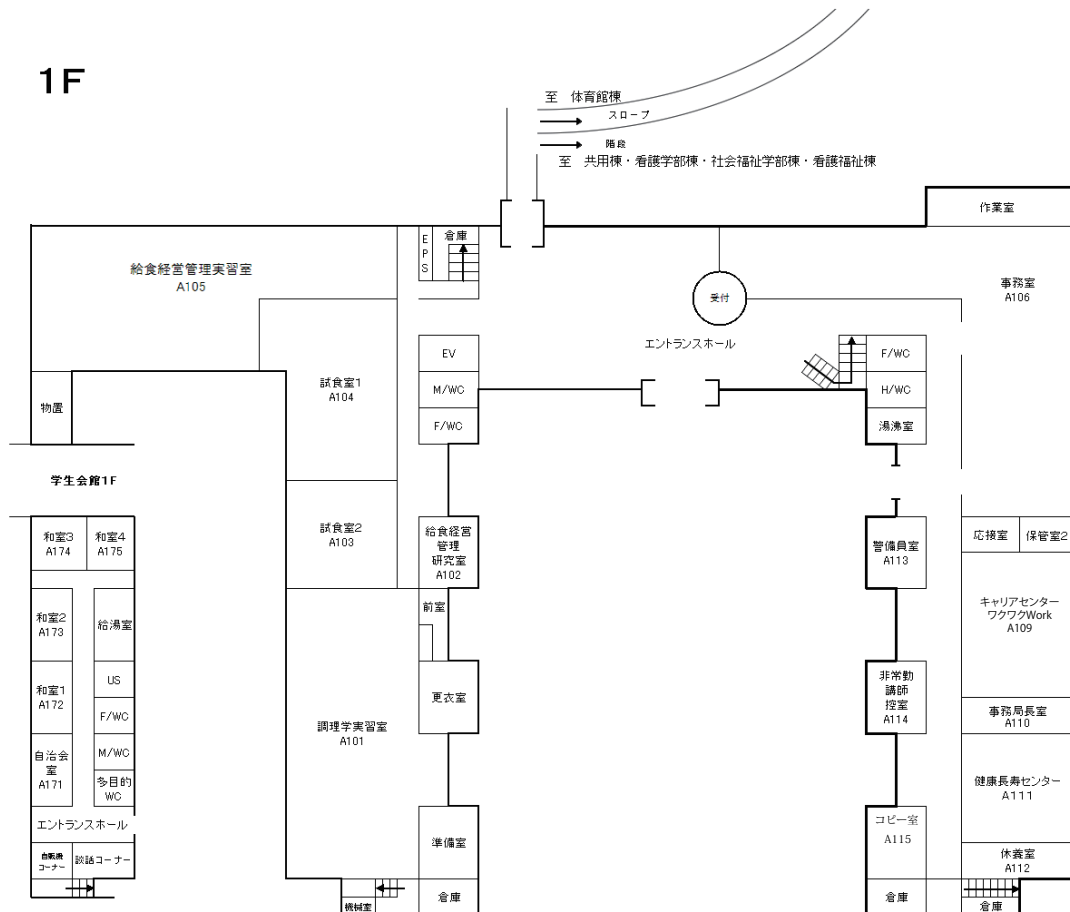 1F
至 体育館棟
スロープ
階段
至 共用棟・看護学部棟・社会福祉学部棟・看護福祉棟
作業室
EPS
倉庫
給食経営管理実習室
A105
受付
事務室
A106
エントランスホール
EV
F/WC
試食室1
A104
M/WC
H/WC
物置
F/WC
湯沸室
学生会館1F
和室3
A174
和室4
A175
試食室2
A103
給食経営
管理
研究室
A102
警備員室
A113
応接室
保管室2
和室2
A173
給湯室
前室
キャリアセンター
ワクワクWork
A109
US
和室1
A172
更衣室
非常勤
講師
控室
A114
F/WC
調理学実習室
A101
事務局長室
A110
自治会
室
A171
M/WC
多目的
WC
健康長寿センター
A111
エントランスホール
コピー室
A115
準備室
自販機
コーナー
談話コーナー
休養室
A112
機械室
倉庫
倉庫
倉庫